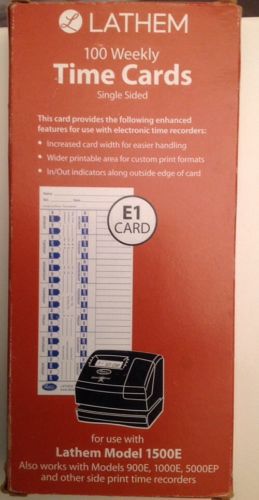 LATHEM
100 Weekly
Time Cards
Single Sided
This card provides the following enhanced
features for use with electronic time recorders:
• Increased card width for easier handling
• Wider printable area for custom print formats
• In/Out indicators along outside edge of card
E1
CARD
for use with
Lathem Model 1500E
Also works with Models 900E, 1000E, 5000EP
and other side print time recorders